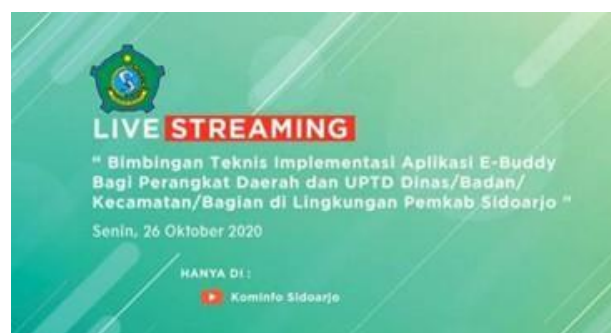 LIVE STREAMING
" Bimbingan Teknis Implementasi Aplikasi E-Buddy
Bagi Perangkat Daerah dan UPTD Dinas/Badan/
Kecamatan/Bagian di Lingkungan Pemkab Sidoarjo "
Senin, 26 Oktober 2020
HANYA DI :
Kominfo Sidoarjo